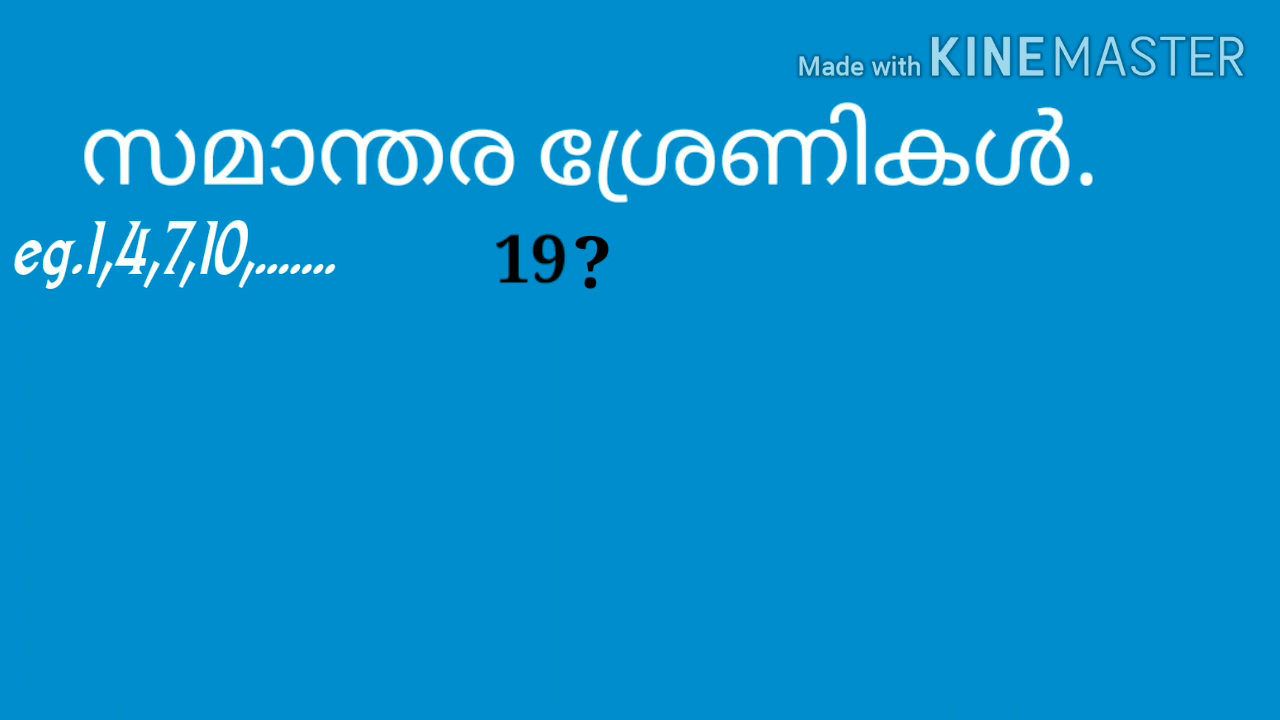 Made with KINEMASTER
സമാന്തര ശ്രേണികൾ.
eg.1,4,7,10,....... 19?